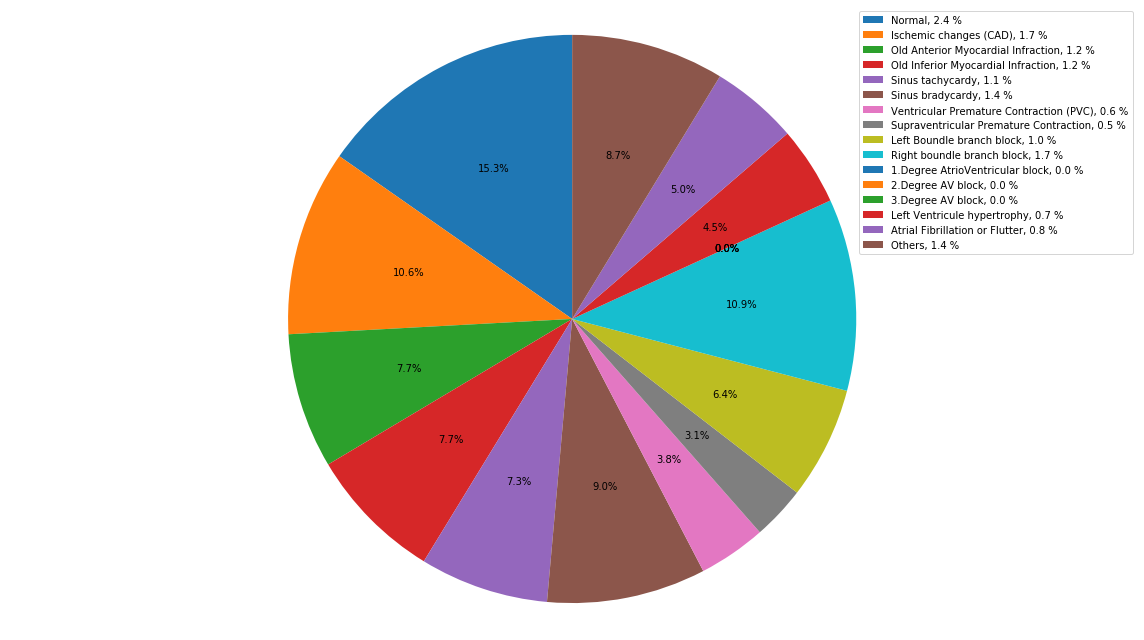 Normal, 2.4 %
Ischemic changes (CAD), 1.7 %
Old Anterior Myocardial Infraction, 1.2 %
Old Inferior Myocardial Infraction, 1.2 %
Sinus tachycardy, 1.1 %
Sinus bradycardy, 1.4 %
Ventricular Premature Contraction (PVC), 0.6 %
Supraventricular Premature Contraction, 0.5 %
Left Boundle branch block, 1.0 %
Right boundle branch block, 1.7 %
1.Degree AtrioVentricular block, 0.0 %
2.Degree AV block, 0.0 %
3.Degree AV block, 0.0 %
Left Ventricule hypertrophy, 0.7 %
Atrial Fibrillation or Flutter, 0.8 %
Others, 1.4 %
15.3%
10.6%
7.7%
7.7%
7.3%
9.0%
3.8%
3.1%
6.4%
10.9%
0.0%
4.5%
5.0%
8.7%